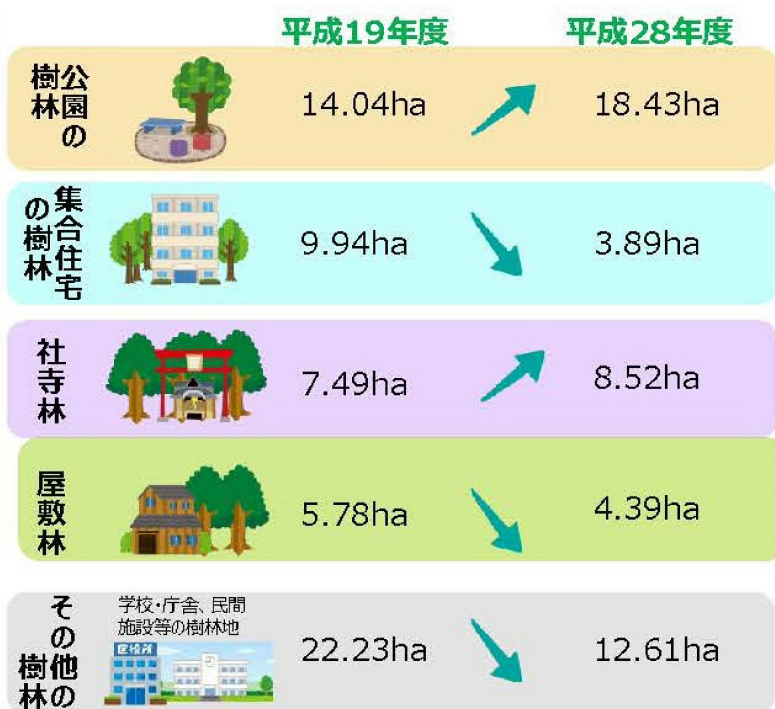 平成19年度 平成28年度
公園の
樹林
14.04ha 18.43ha
集合住宅
の樹林
9.94ha 3.89ha
社寺林
7.49ha 8.52ha
屋敷林
5.78ha 4.39ha
その他の
樹林
学校・庁舎、民間
施設等の樹林地
区役所
22.23ha 12.61ha